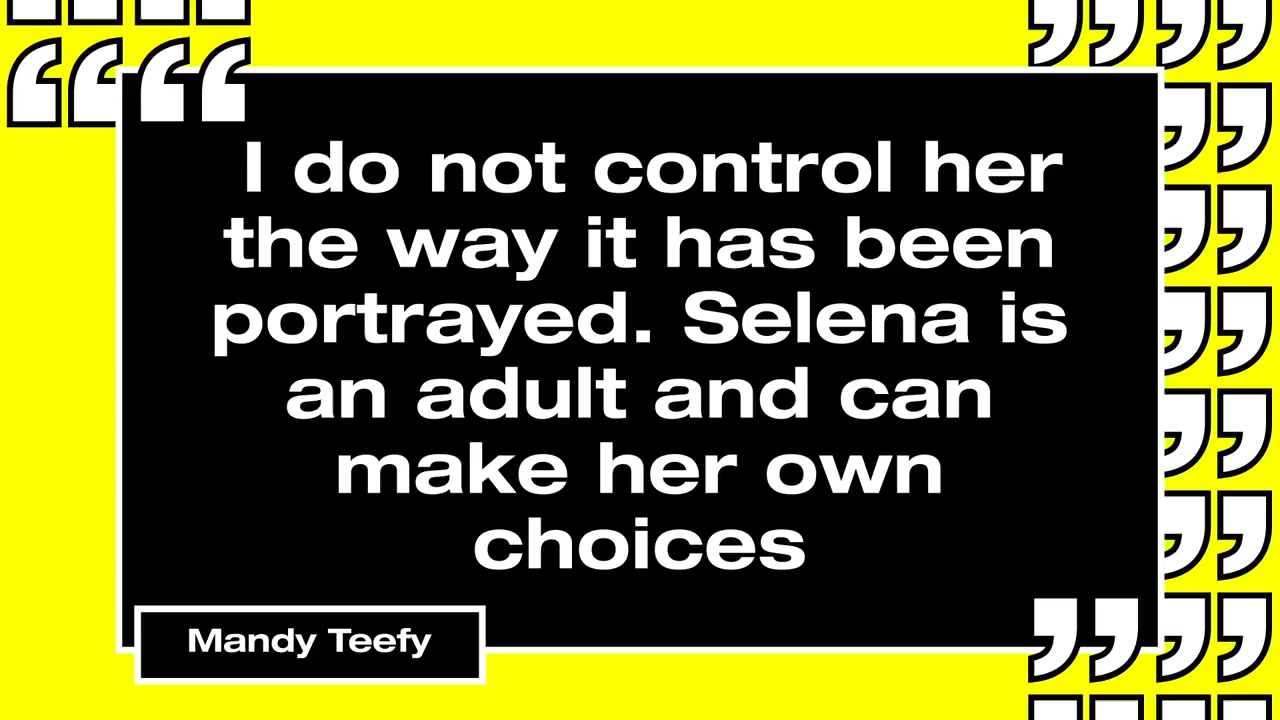 I do not control her
the way it has been
portrayed. Selena is
an adult and can
make her own
choices
Mandy Teefy